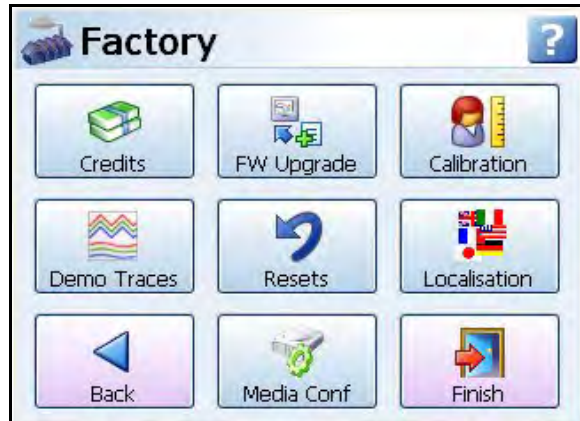 Factory
?
Credits
FW Upgrade
Calibration
Demo Traces
Resets
Localisation
Back
Media Conf
Finish